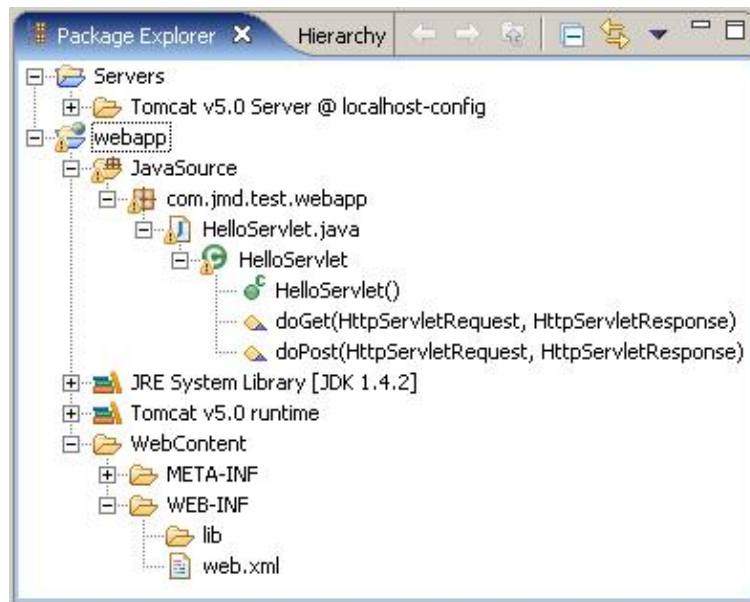 Package Explorer Hierarchy
Servers
Tomcat v5.0 Server @ localhost-config
webapp
JavaSource
com.jmd.test.webapp
HelloServlet.java
HelloServlet
HelloServlet()
doGet(HttpServletRequest, HttpServletResponse)
doPost(HttpServletRequest, HttpServletResponse)
JRE System Library [JDK 1.4.2]
Tomcat v5.0 runtime
WebContent
META-INF
WEB-INF
lib
web.xml